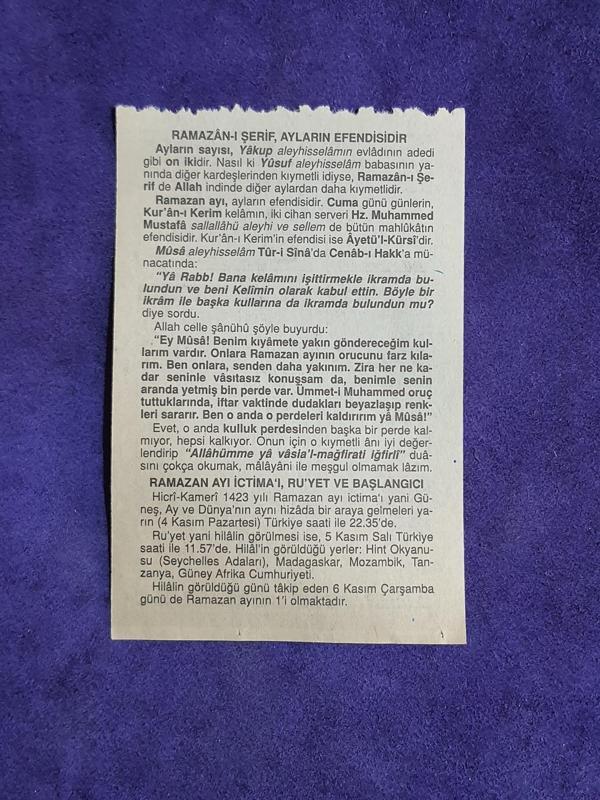 RAMAZÂN-I ŞERİF, AYLARIN EFENDİSİDİR
Ayların sayısı, Yâkup aleyhisselâmın evlâdının adedi
gibi on ikidir. Nasıl ki Yûsuf aleyhisselâm babasının ya-
nında diğer kardeşlerinden kıymetli idiyse, Ramazân-ı Şe-
rif de Allah indinde diğer aylardan daha kıymetlidir.
Ramazan ayı, ayların efendisi. Cuma günü günlerin,
Kur'ân-ı Kerim kelâmın, iki cihan serveri Hz. Muhammed
Mustafâ sallallâhü aleyhi ve sellem de bütün mahlûkâtın
efendisidir. Kur'ân-ı Kerim'in efendisi ise Âyetü'l-Kürsî'dir.
Mûsâ aleyhisselâm Tûr-i Sînâ'da Cenâb-ı Hakk'a mü-
nacatında:
"Yâ Rabb! Bana kelâmını işittirmekle ikramda bu-
lundun ve beni Kelîmin olarak kabul ettin. Böyle bir
ikrâm ile başka kullarına da ikramda bulundun mu?
diye sordu.
Allah celle şânühû şöyle buyurdu:
"Ey Mûsâ! Benim kıyâmete yakın göndereceğim kul-
larım vardır. Onlara Ramazan ayının orucunu farz kıla-
rım. Ben onlara, senden daha yakınım. Zira her ne ka-
dar seninle vâsıtasız konuşsam da, benimle senin
aranda yetmiş bin perde var. Ümmet-i Muhammed oruç
tuttuklarında, iftar vaktinde dudakları beyazlaşıp renk-
leri sararır. Ben o anda o perdeleri kaldırırım yâ Mûsâ!"
Evet, o anda kulluk perdesinden başka bir perde kal-
mıyor, hepsi kalkıyor. Onun için o kıymetli ânı iyi değer-
lendirip "Allâhümme yâ vâsia'l-mağfirati iğfirlî" duâ-
sını çokça okumak, mâlâyâni ile meşgul olmamak lâzım.
RAMAZAN AYI İCTİMA'I, RU'YET VE BAŞLANGICI
Hicrî-Kamerî 1423 yılı Ramazan ayı ictima'ı yani Gü-
neş, Ay ve Dünya'nın aynı hizâda bir araya gelmeleri ya-
rın (4 Kasım Pazartesi) Türkiye saati ile 22.35'de.
Ru'yet yani hilâlin görülmesi ise, 5 Kasım Salı Türkiye
saati ile 11.57'de. Hilâl'in görüldüğü yerler: Hint Okyanu-
su (Seychelles Adaları), Madagaskar, Mozambik, Tan-
zanya, Güney Afrika Cumhuriyeti.
Hilâlin görüldüğü günü tâkip eden 6 Kasım Çarşamba
günü de Ramazan ayının 1'i olmaktadır.